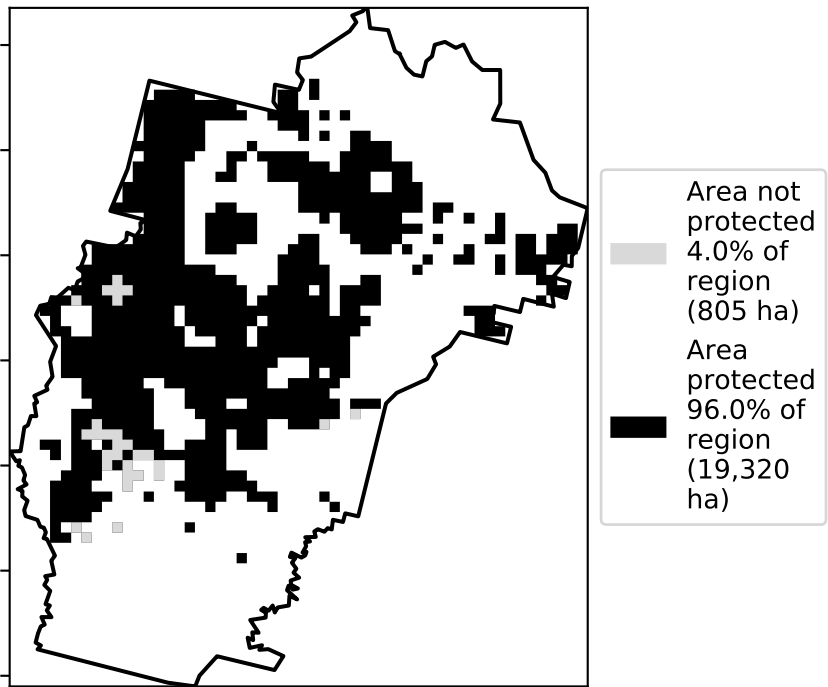 Area not
protected
4.0% of
region
(805 ha)
Area
protected
96.0% of
region
(19,320
ha)